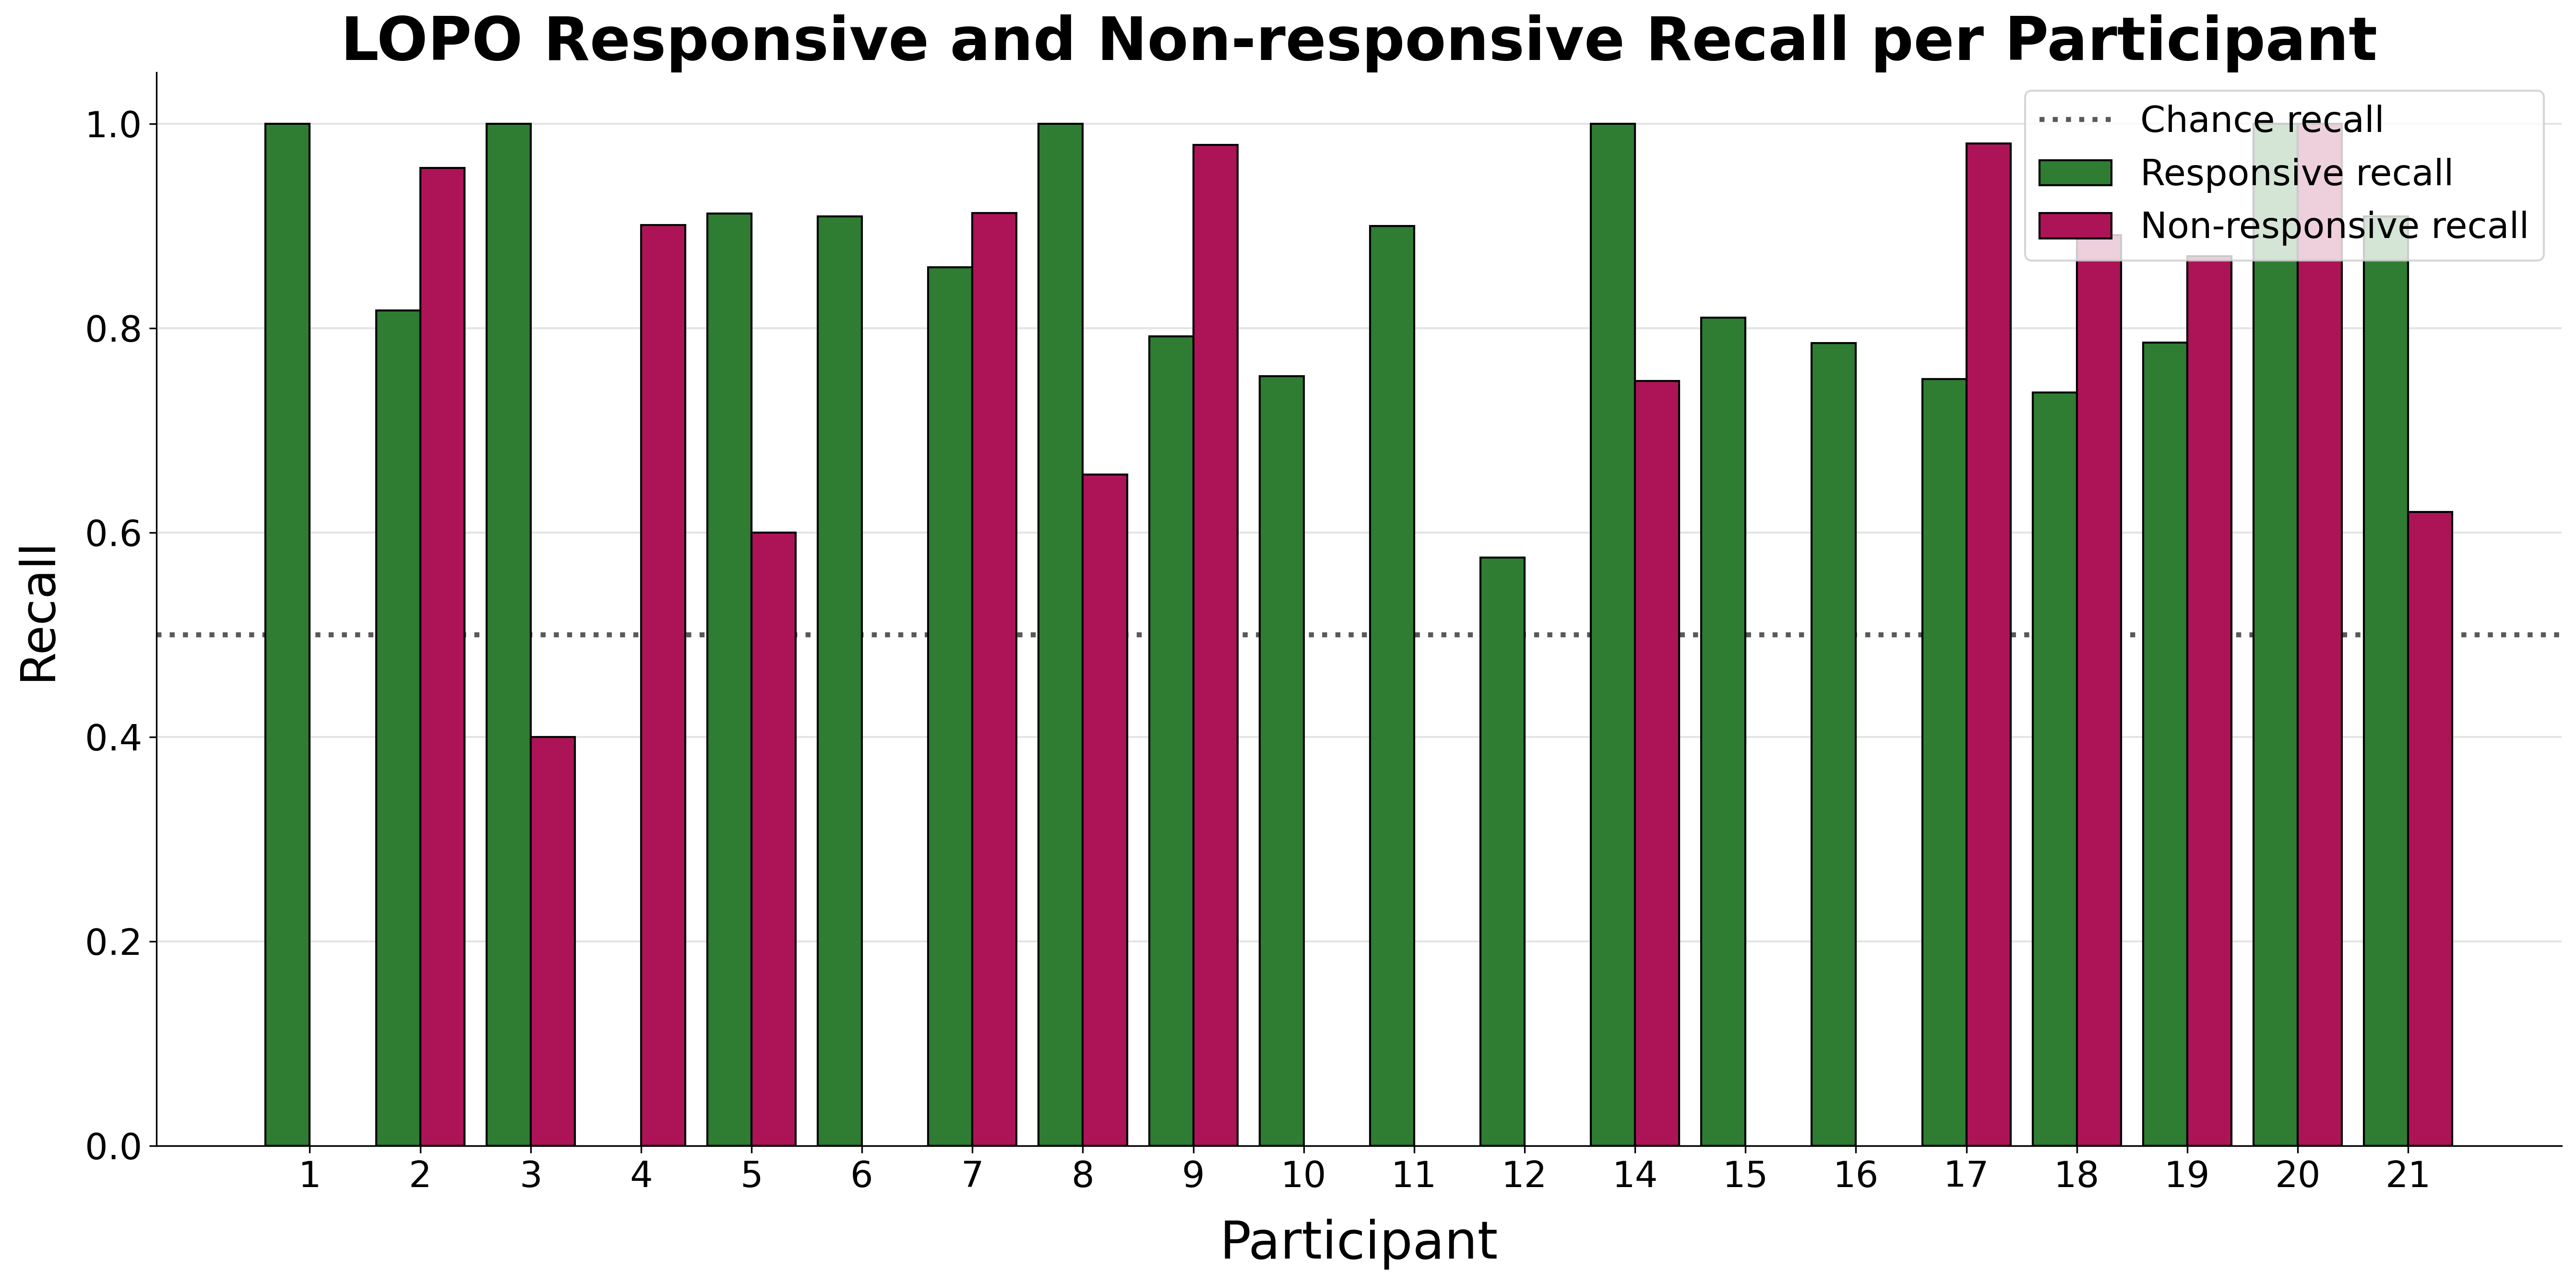 LOPO Responsive and Non-responsive Recall per Participant
Chance recall
Responsive recall
Non-responsive recall
Recall
1.0
0.8
0.6
0.4
0.2
0.0
1 2 3 4 5 6 7 8 9 10 11 12 14 15 16 17 18 19 20 21
Participant